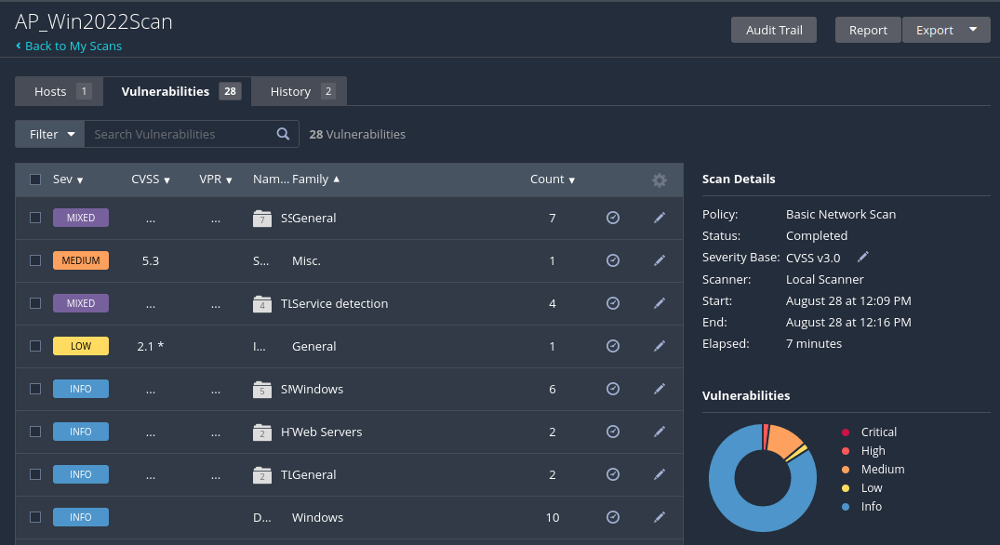 AP_Win2022Scan
Back to My Scans
Audit Trail
Report
Export
Hosts 1
Vulnerabilities 28
History 2
Filter
Search Vulnerabilities
28 Vulnerabilities
Sev CVSS VPR Nam... Family Count
MIXED ... ... 7 SSGeneral 7
MEDIUM 5.3 S... Misc. 1
MIXED ... ... 4 TLService detection 4
LOW 2.1 * I... General 1
INFO ... ... 5 SMWindows 6
INFO ... ... 2 HTWeb Servers 2
INFO ... ... 2 TLGeneral 2
INFO D... Windows 10
Scan Details
Policy: Basic Network Scan
Status: Completed
Severity Base: CVSS v3.0
Scanner: Local Scanner
Start: August 28 at 12:09 PM
End: August 28 at 12:16 PM
Elapsed: 7 minutes
Vulnerabilities
Critical
High
Medium
Low
Info